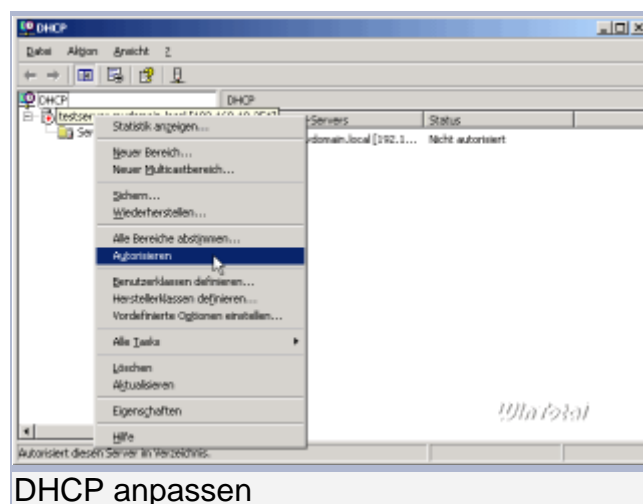 DHCP
Datei Aktion Ansicht ?
DHCP
DHCP
Servers Status
Nicht autorisiert
Statistik anzeigen...
Neuer Bereich...
Neuer Multicastbereich...
Sichern...
Wiederherstellen...
Alle Bereiche abstimmen...
Autorisieren
Benutzerklassen definieren...
Herstellerklassen definieren...
Vordefinierte Optionen einstellen...
Alle Tasks
Löschen
Aktualisieren
Eigenschaften
Hilfe
WinTotal
Autorisiert diesen Server im Verzeichnis.
DHCP anpassen